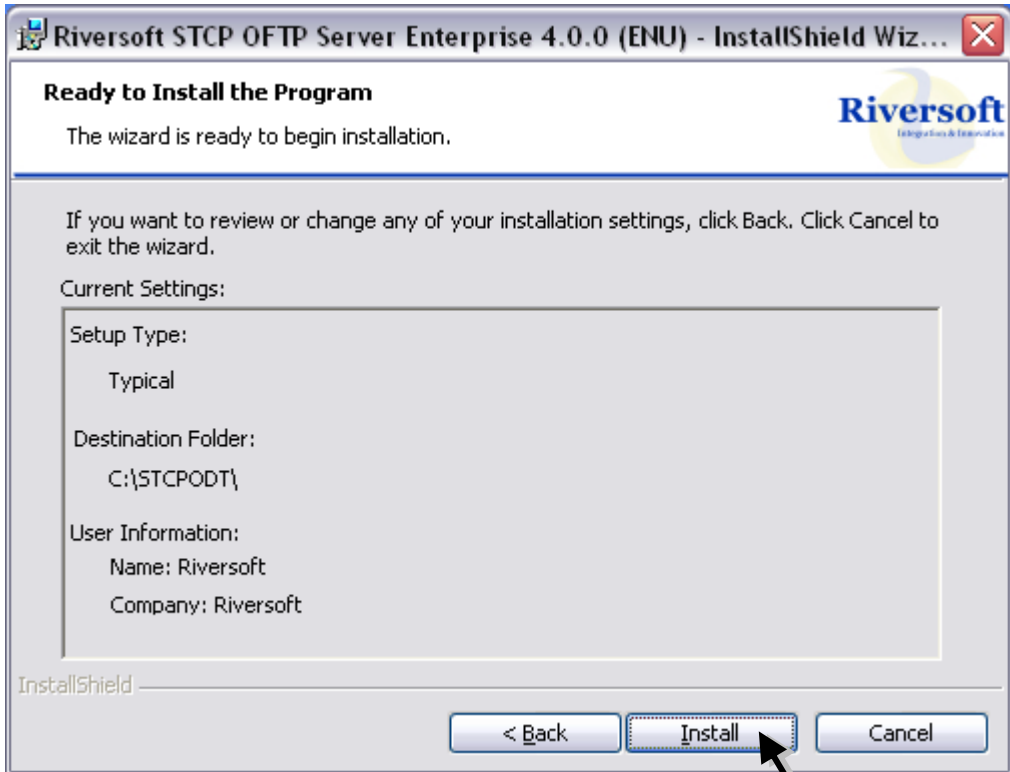 Riversoft STCP OFTP Server Enterprise 4.0.0 (ENU) - InstallShield Wiz...
Ready to Install the Program
The wizard is ready to begin installation.
Riversoft
Integration & Innovation
If you want to review or change any of your installation settings, click Back. Click Cancel to
exit the wizard.
Current Settings:
Setup Type:
Typical
Destination Folder:
C:\STCPODT\
User Information:
Name: Riversoft
Company: Riversoft
InstallShield
< Back
Install
Cancel